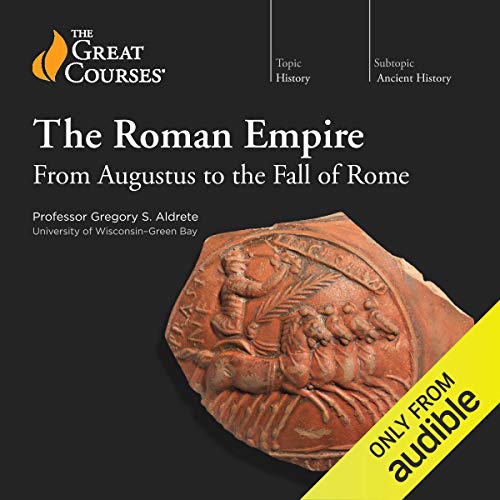 THE
GREAT
COURSES®
Topic
History
Subtopic
Ancient History
The Roman Empire
From Augustus to the Fall of Rome
Professor Gregory S. Aldrete
University of Wisconsin–Green Bay
ONLY FROM
audible